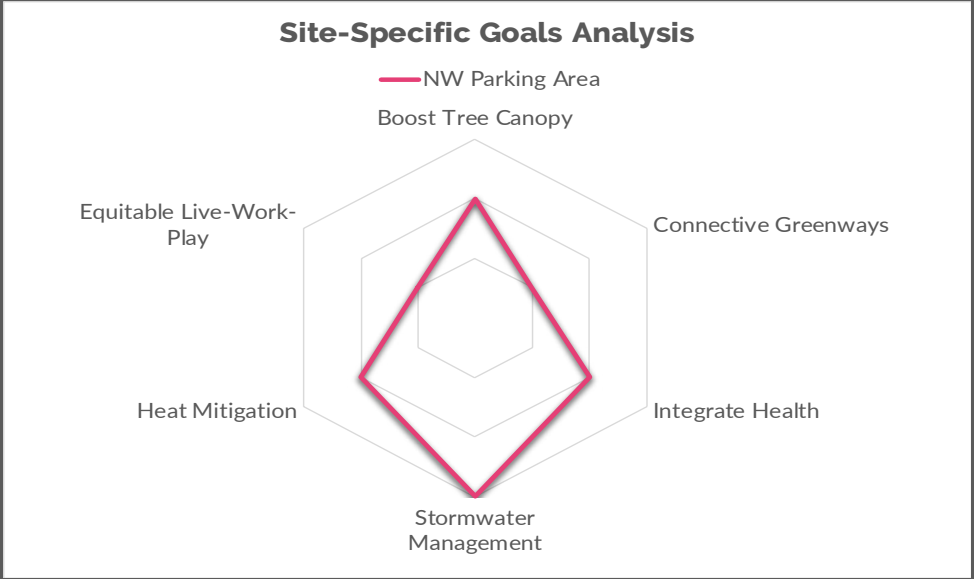 Site-Specific Goals Analysis
NW Parking Area
Boost Tree Canopy
Equitable Live-Work-
Play
Connective Greenways
Heat Mitigation
Integrate Health
Stormwater
Management